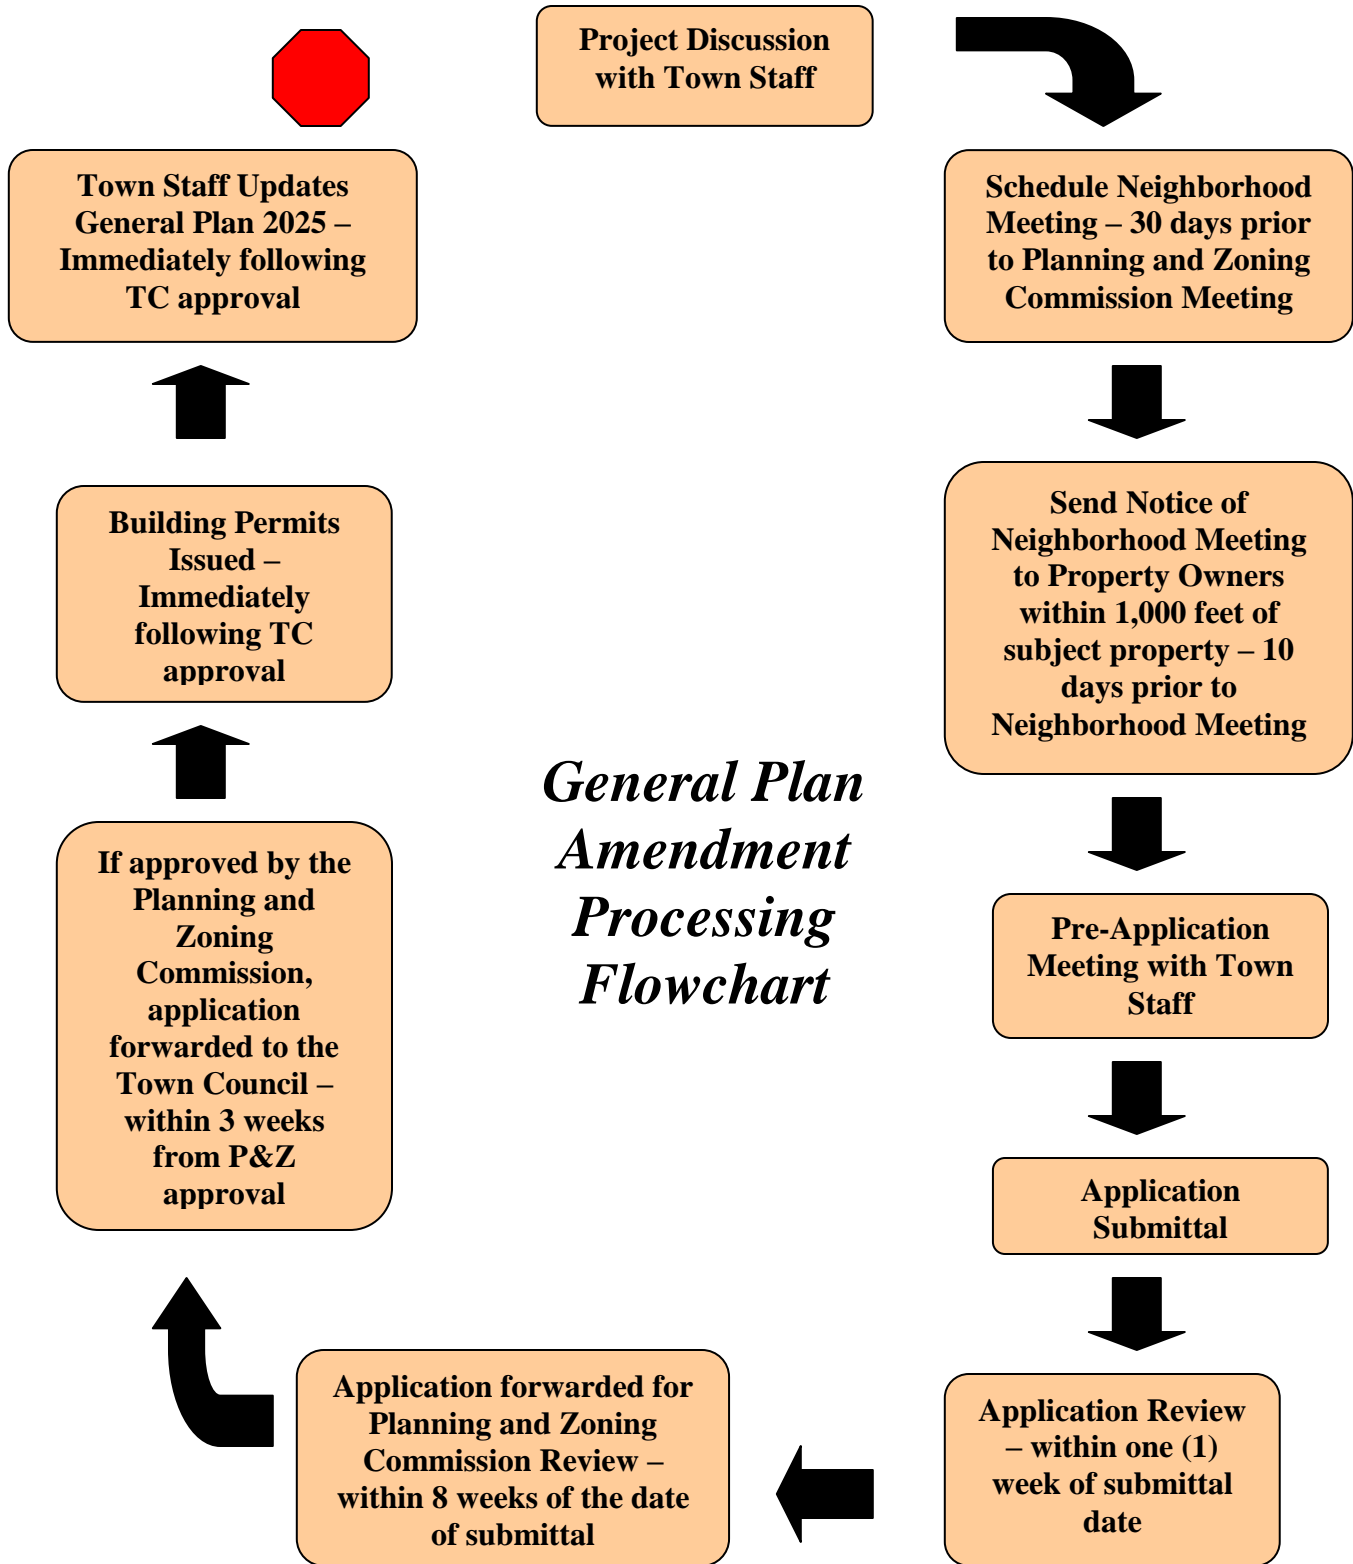 Project Discussion
with Town Staff
Schedule Neighborhood
Meeting – 30 days prior
to Planning and Zoning
Commission Meeting
Send Notice of
Neighborhood Meeting
to Property Owners
within 1,000 feet of
subject property – 10
days prior to
Neighborhood Meeting
Pre-Application
Meeting with Town
Staff
Application
Submittal
Application Review
– within one (1)
week of submittal
date
Application forwarded for
Planning and Zoning
Commission Review –
within 8 weeks of the date
of submittal
If approved by the
Planning and
Zoning
Commission,
application
forwarded to the
Town Council –
within 3 weeks
from P&Z
approval
Building Permits
Issued –
Immediately
following TC
approval
Town Staff Updates
General Plan 2025 –
Immediately following
TC approval
General Plan
Amendment
Processing
Flowchart